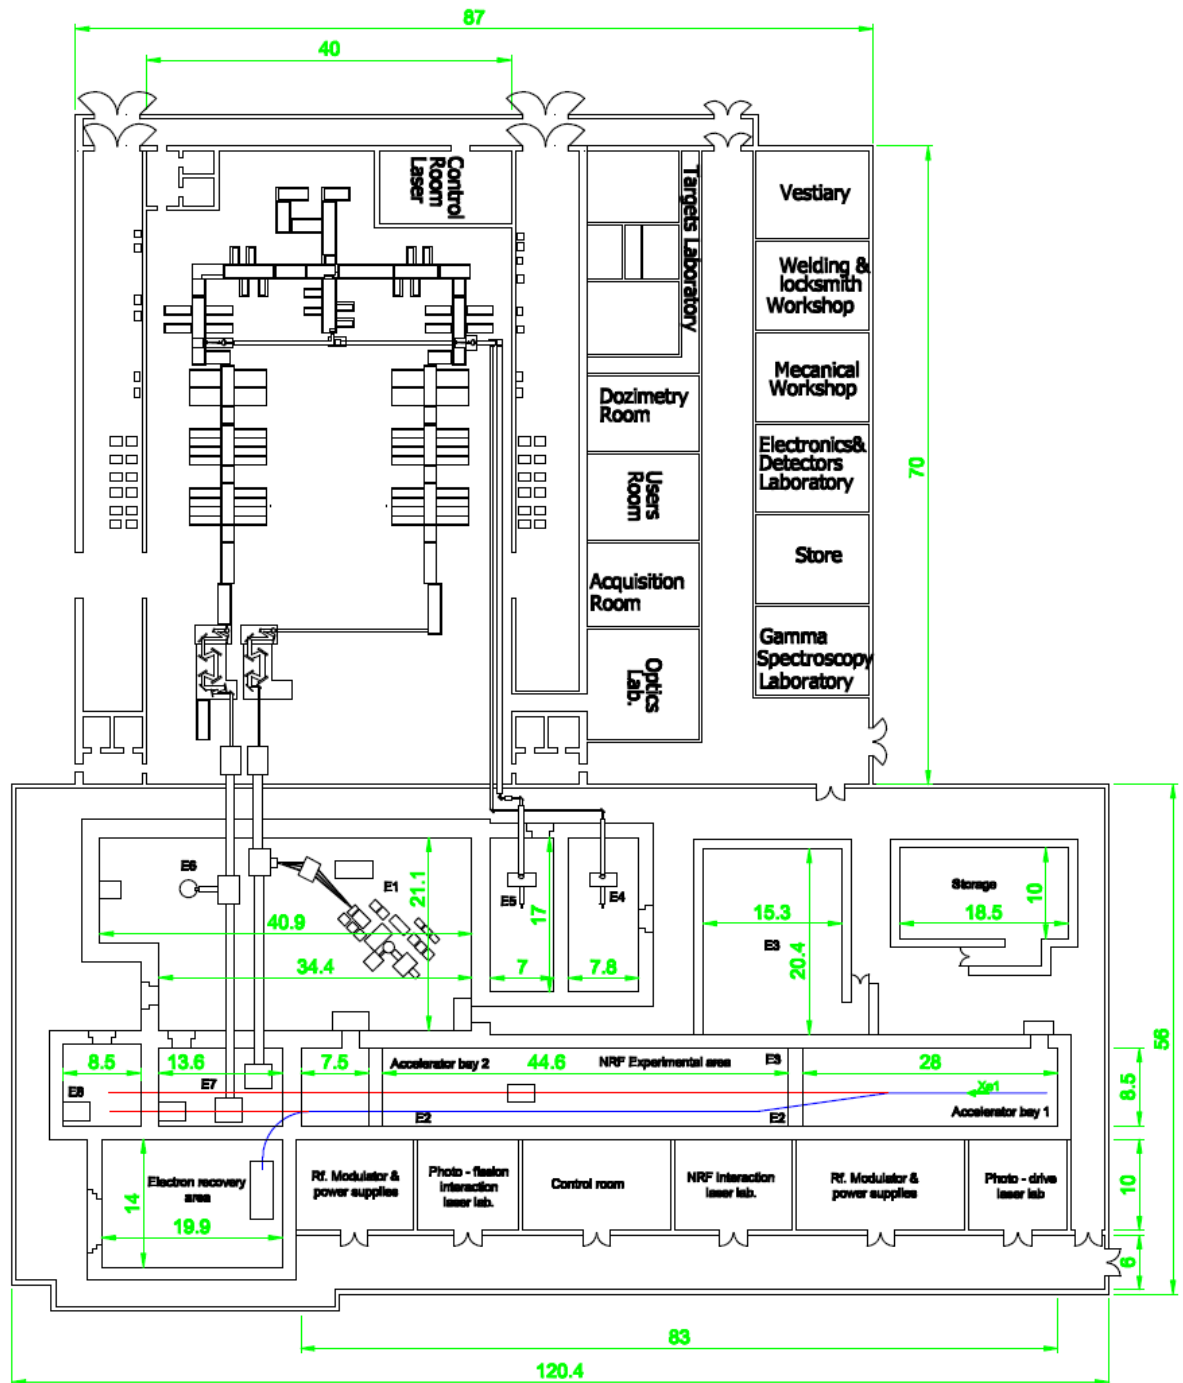 87
40
Control
Room
Laser
Targets Laboratory
Vestiary
Welding &
locksmith
Workshop
Mecanical
Workshop
Dozimetry
Room
Electronics&
Detectors
Laboratory
Users
Room
70
Store
Acquisition
Room
Gamma
Spectroscopy
Laboratory
Optics
Lab.
E6
E1
21.1
40.9
34.4
E5
17
E4
7
7.8
15.3
E3
20.4
Storage
10
18.5
56
8.5
E8
13.6
E7
7.5
Accelerator bay 2
44.6
NRF Experimental area
E3
28
Xe1
E2
E2
Accelerator bay 1
8.5
Electron recovery
area
14
19.9
Rf. Modulator &
power supplies
Photo - fission
interaction
laser lab.
Control room
NRF interaction
laser lab.
Rf. Modulator &
power supplies
Photo - drive
laser lab
10
6
83
120.4